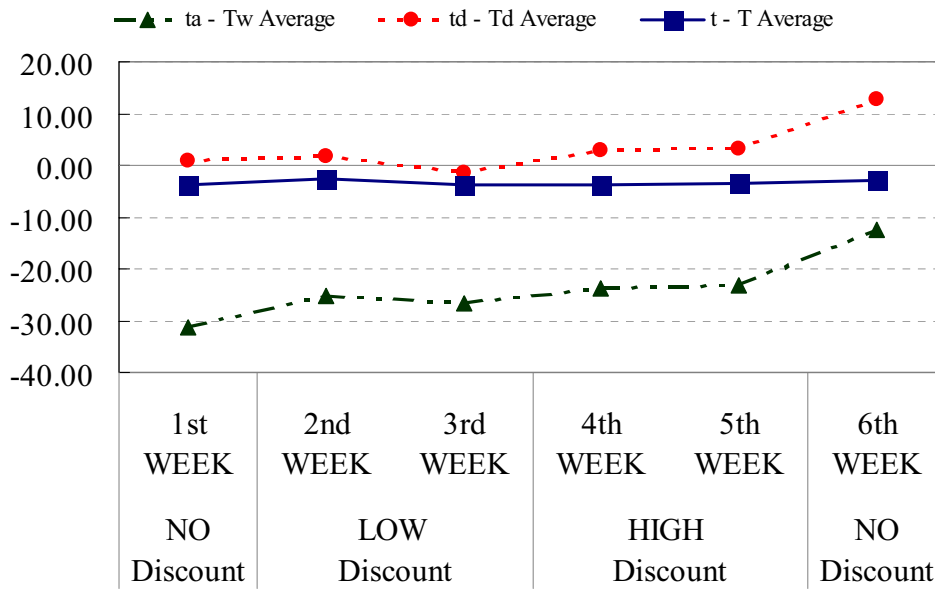 ta - Tw Average td - Td Average t - T Average
20.00
10.00
0.00
-10.00
-20.00
-30.00
-40.00
1st 2nd 3rd 4th 5th 6th
WEEK WEEK WEEK WEEK WEEK WEEK
NO LOW HIGH NO
Discount Discount Discount Discount